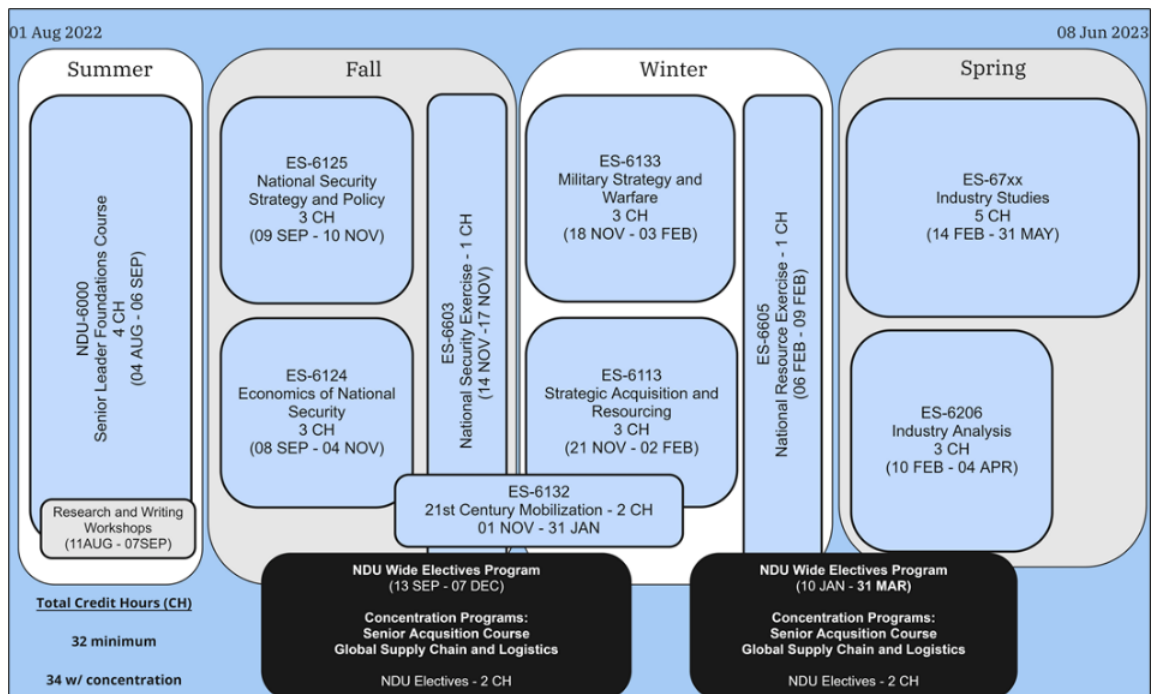 01 Aug 2022
08 Jun 2023
Summer
NDU-6000
Senior Leader Foundations Course
4 CH
(04 AUG - 06 SEP)
Research and Writing
Workshops
(11AUG - 07SEP)
Fall
ES-6125
National Security
Strategy and Policy
3 CH
(09 SEP - 10 NOV)
ES-6124
Economics of National
Security
3 CH
(08 SEP - 04 NOV)
ES-6603
National Security Exercise - 1 CH
(14 NOV -17 NOV)
ES-6132
21st Century Mobilization - 2 CH
01 NOV - 31 JAN
Winter
ES-6133
Military Strategy and
Warfare
3 CH
(18 NOV - 03 FEB)
ES-6113
Strategic Acquisition and
Resourcing
3 CH
(21 NOV - 02 FEB)
ES-6605
National Resource Exercise - 1 CH
(06 FEB - 09 FEB)
Spring
ES-67xx
Industry Studies
5 CH
(14 FEB - 31 MAY)
ES-6206
Industry Analysis
3 CH
(10 FEB - 04 APR)
Total Credit Hours (CH)
32 minimum
34 w/ concentration
NDU Wide Electives Program
(13 SEP - 07 DEC)
Concentration Programs:
Senior Acqusition Course
Global Supply Chain and Logistics
NDU Electives - 2 CH
NDU Wide Electives Program
(10 JAN - 31 MAR)
Concentration Programs:
Senior Acqusition Course
Global Supply Chain and Logistics
NDU Electives - 2 CH